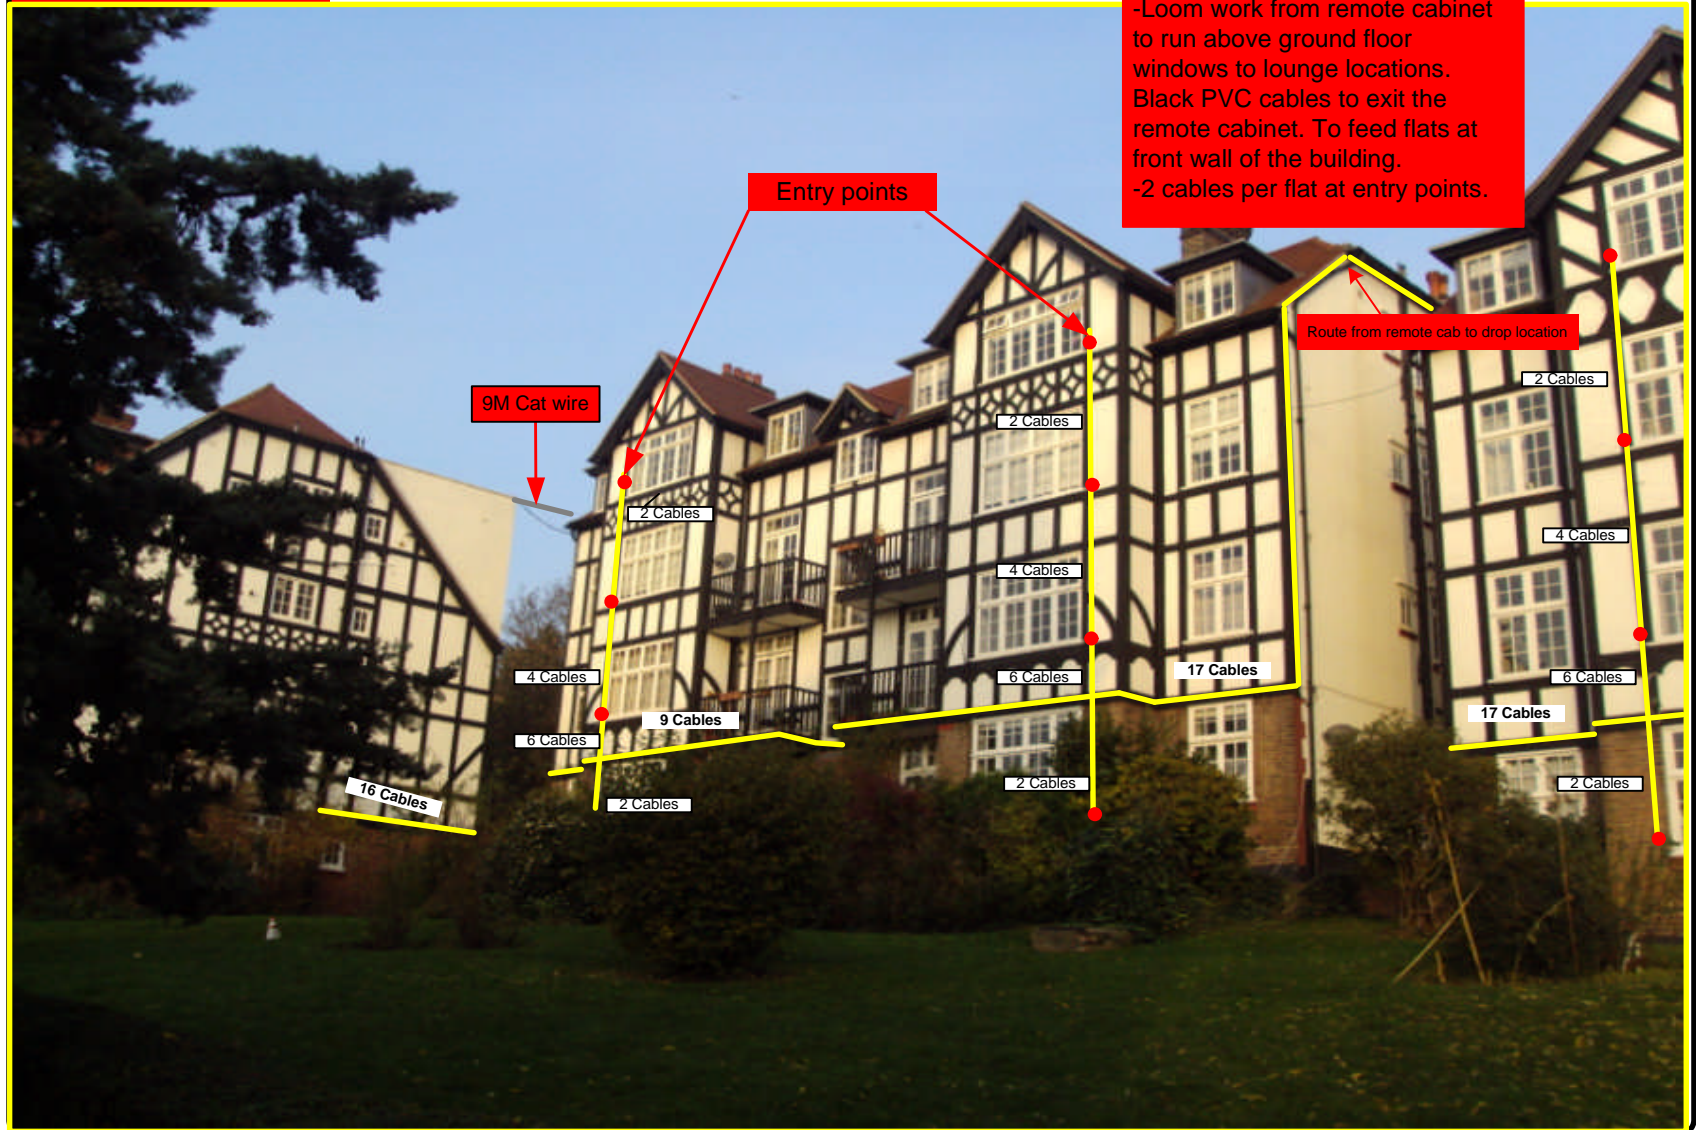 -Loom work from remote cabinet
to run above ground floor
windows to lounge locations.
Black PVC cables to exit the
remote cabinet. To feed flats at
front wall of the building.
-2 cables per flat at entry points.
Entry points
Route from remote cab to drop location
9M Cat wire
2 Cables
2 Cables
2 Cables
4 Cables
4 Cables
4 Cables
6 Cables
6 Cables
17 Cables
6 Cables
17 Cables
9 Cables
6 Cables
2 Cables
2 Cables
16 Cables
2 Cables